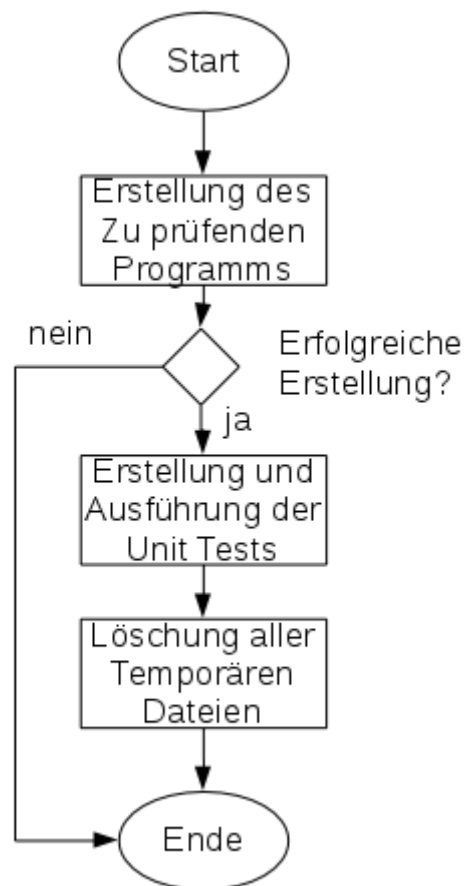 Start
Erstellung des
Zu prüfenden
Programms
nein
Erfolgreiche
Erstellung?
ja
Erstellung und
Ausführung der
Unit Tests
Löschung aller
Temporären
Dateien
Ende